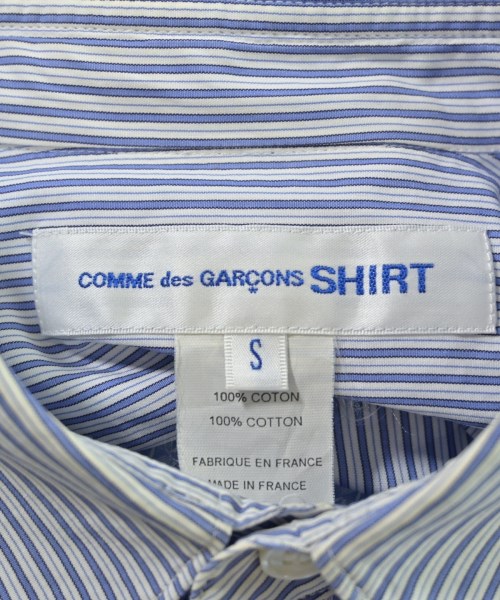 COMME des GARÇONS SHIRT
S
100% COTON
100% COTTON
FABRIQUE EN FRANCE
MADE IN FRANCE